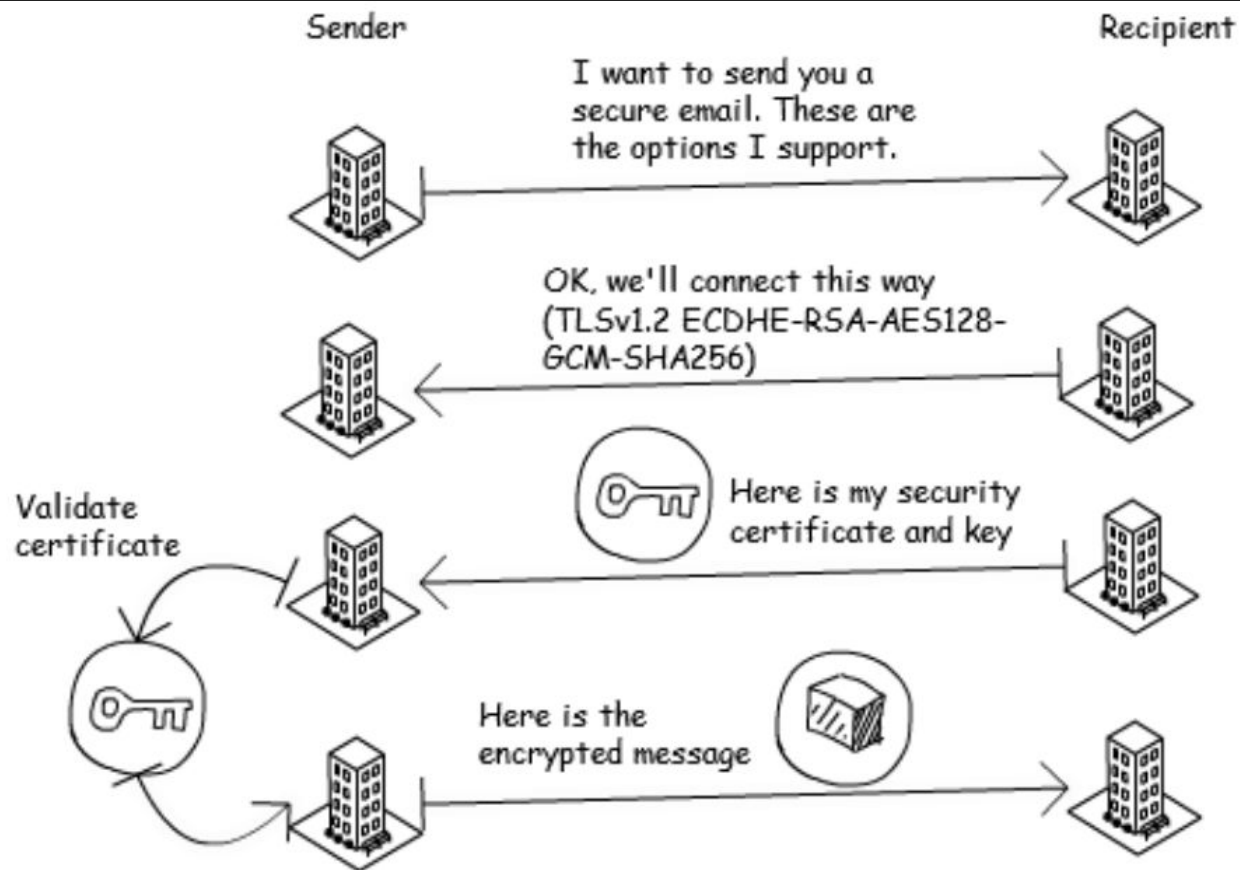 Sender
Recipient
I want to send you a
secure email. These are
the options I support.
OK, we'll connect this way
(TLSv1.2 ECDHE-RSA-AES128-
GCM-SHA256)
Here is my security
certificate and key
Validate
certificate
Here is the
encrypted message